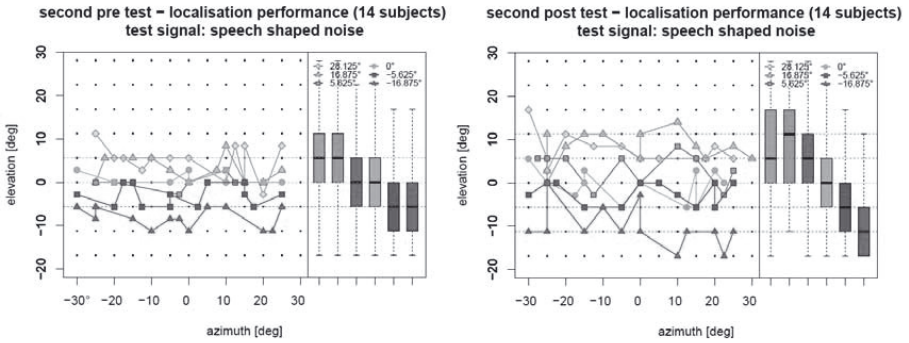 second pre test − localisation performance (14 subjects)
test signal: speech shaped noise
elevation [deg]
30
20
10
0
−10
−20
28.125° 0°
16.875° −5.625°
5.625° −16.875°
−30° −20 −10 0 10 20 30
azimuth [deg]
second post test − localisation performance (14 subjects)
test signal: speech shaped noise
elevation [deg]
30
20
10
0
−10
−20
28.125° 0°
16.875° −5.625°
5.625° −16.875°
−30 −20 −10 0 10 20 30
azimuth [deg]